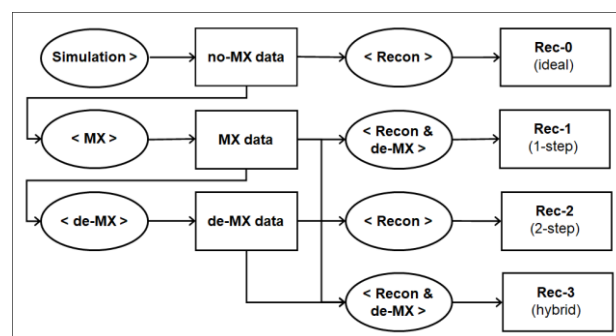 Simulation >
no-MX data
< Recon >
Rec-0
(ideal)
< MX >
MX data
< Recon &
de-MX >
Rec-1
(1-step)
< de-MX >
de-MX data
< Recon >
Rec-2
(2-step)
< Recon &
de-MX >
Rec-3
(hybrid)